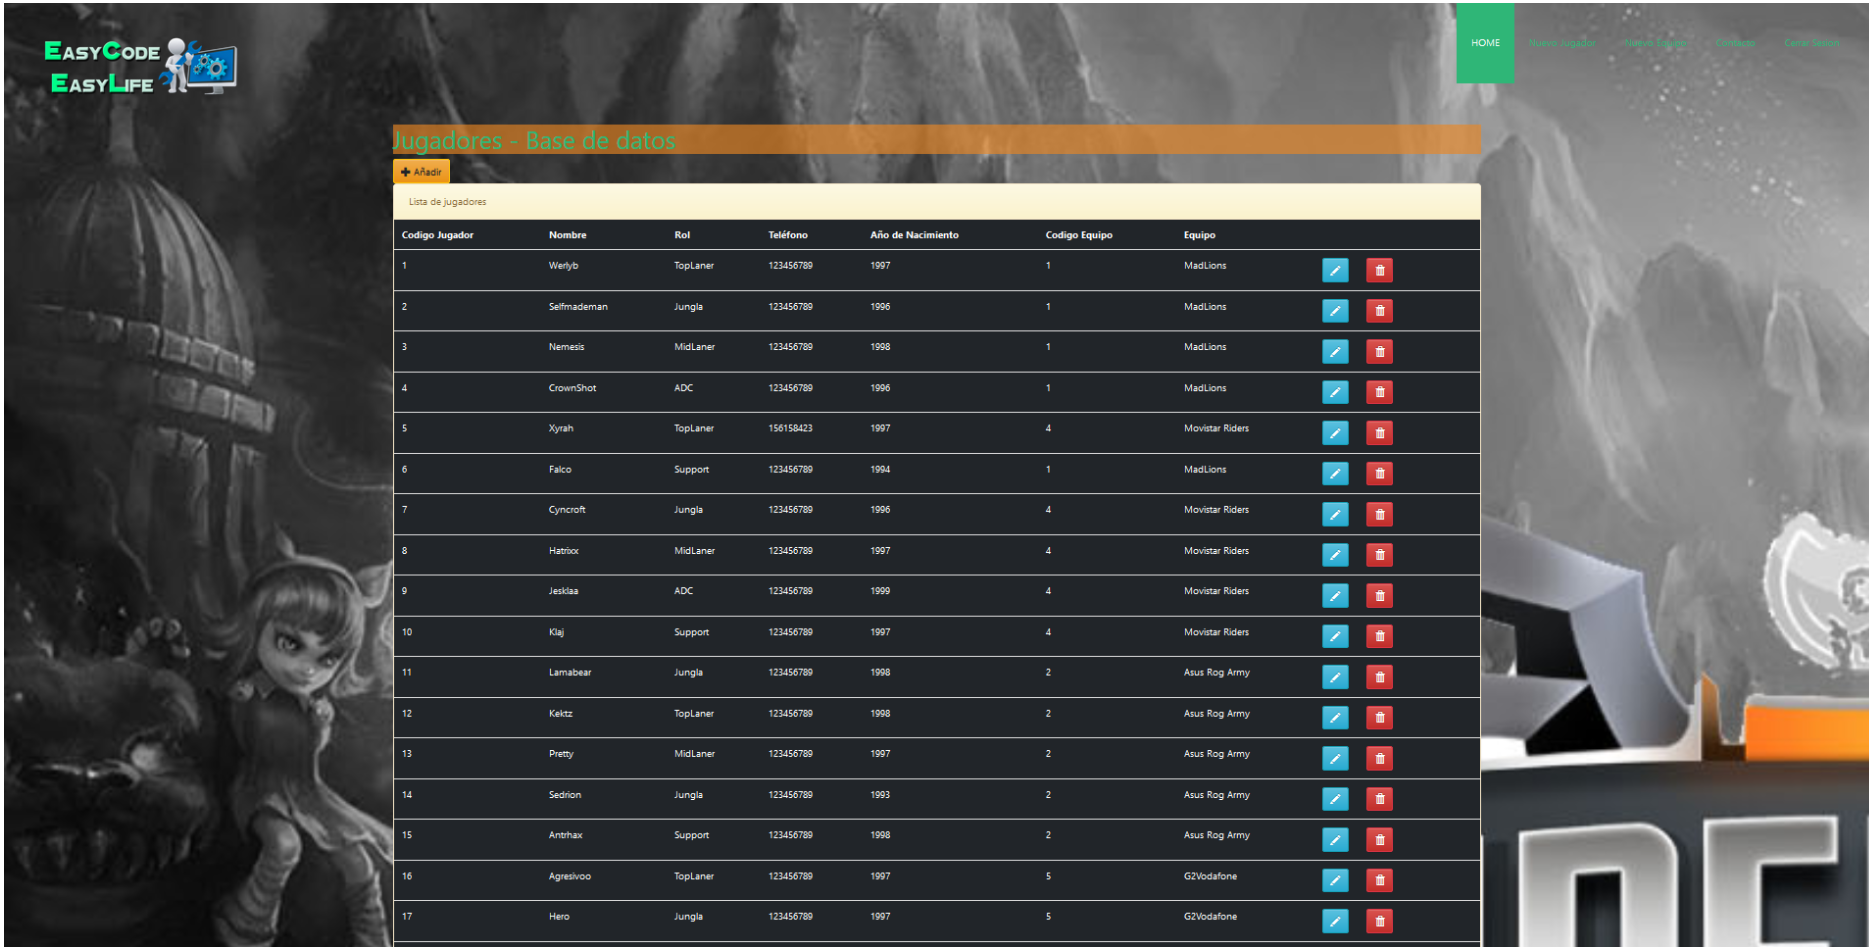 EASYCODE
EASYLIFE
HOME Nuevo Jugador Nuevo Equipo Contacto Cerrar Sesion
Jugadores - Base de datos
+ Añadir
Lista de jugadores
Codigo Jugador Nombre Rol Teléfono Año de Nacimiento Codigo Equipo Equipo
1 Werlyb TopLaner 123456789 1997 1 MadLions
2 Selfmademan Jungla 123456789 1996 1 MadLions
3 Nemesis MidLaner 123456789 1998 1 MadLions
4 CrownShot ADC 123456789 1996 1 MadLions
5 Xyrah TopLaner 156158423 1997 4 Movistar Riders
6 Falco Support 123456789 1994 1 MadLions
7 Cyncroft Jungla 123456789 1996 4 Movistar Riders
8 Hatrixx MidLaner 123456789 1997 4 Movistar Riders
9 Jesklaa ADC 123456789 1999 4 Movistar Riders
10 Klaj Support 123456789 1997 4 Movistar Riders
11 Lamabear Jungla 123456789 1998 2 Asus Rog Army
12 Kektz TopLaner 123456789 1998 2 Asus Rog Army
13 Pretty MidLaner 123456789 1997 2 Asus Rog Army
14 Sedrion Jungla 123456789 1993 2 Asus Rog Army
15 Antrhax Support 123456789 1998 2 Asus Rog Army
16 Agresivoo TopLaner 123456789 1997 5 G2Vodafone
17 Hero Jungla 123456789 1997 5 G2Vodafone